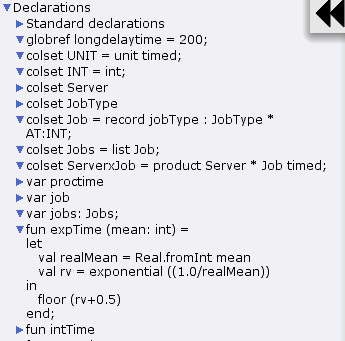 Declarations
Standard declarations
globref longdelaytime = 200;
colset UNIT = unit timed;
colset INT = int;
colset Server
colset JobType
colset Job = record jobType : JobType *
AT:INT;
colset Jobs = list Job;
colset ServerxJob = product Server * Job timed;
var proctime
var job
var jobs: Jobs;
fun expTime (mean: int) =
let
val realMean = Real.fromInt mean
val rv = exponential ((1.0/realMean))
in
floor (rv+0.5)
end;
fun intTime